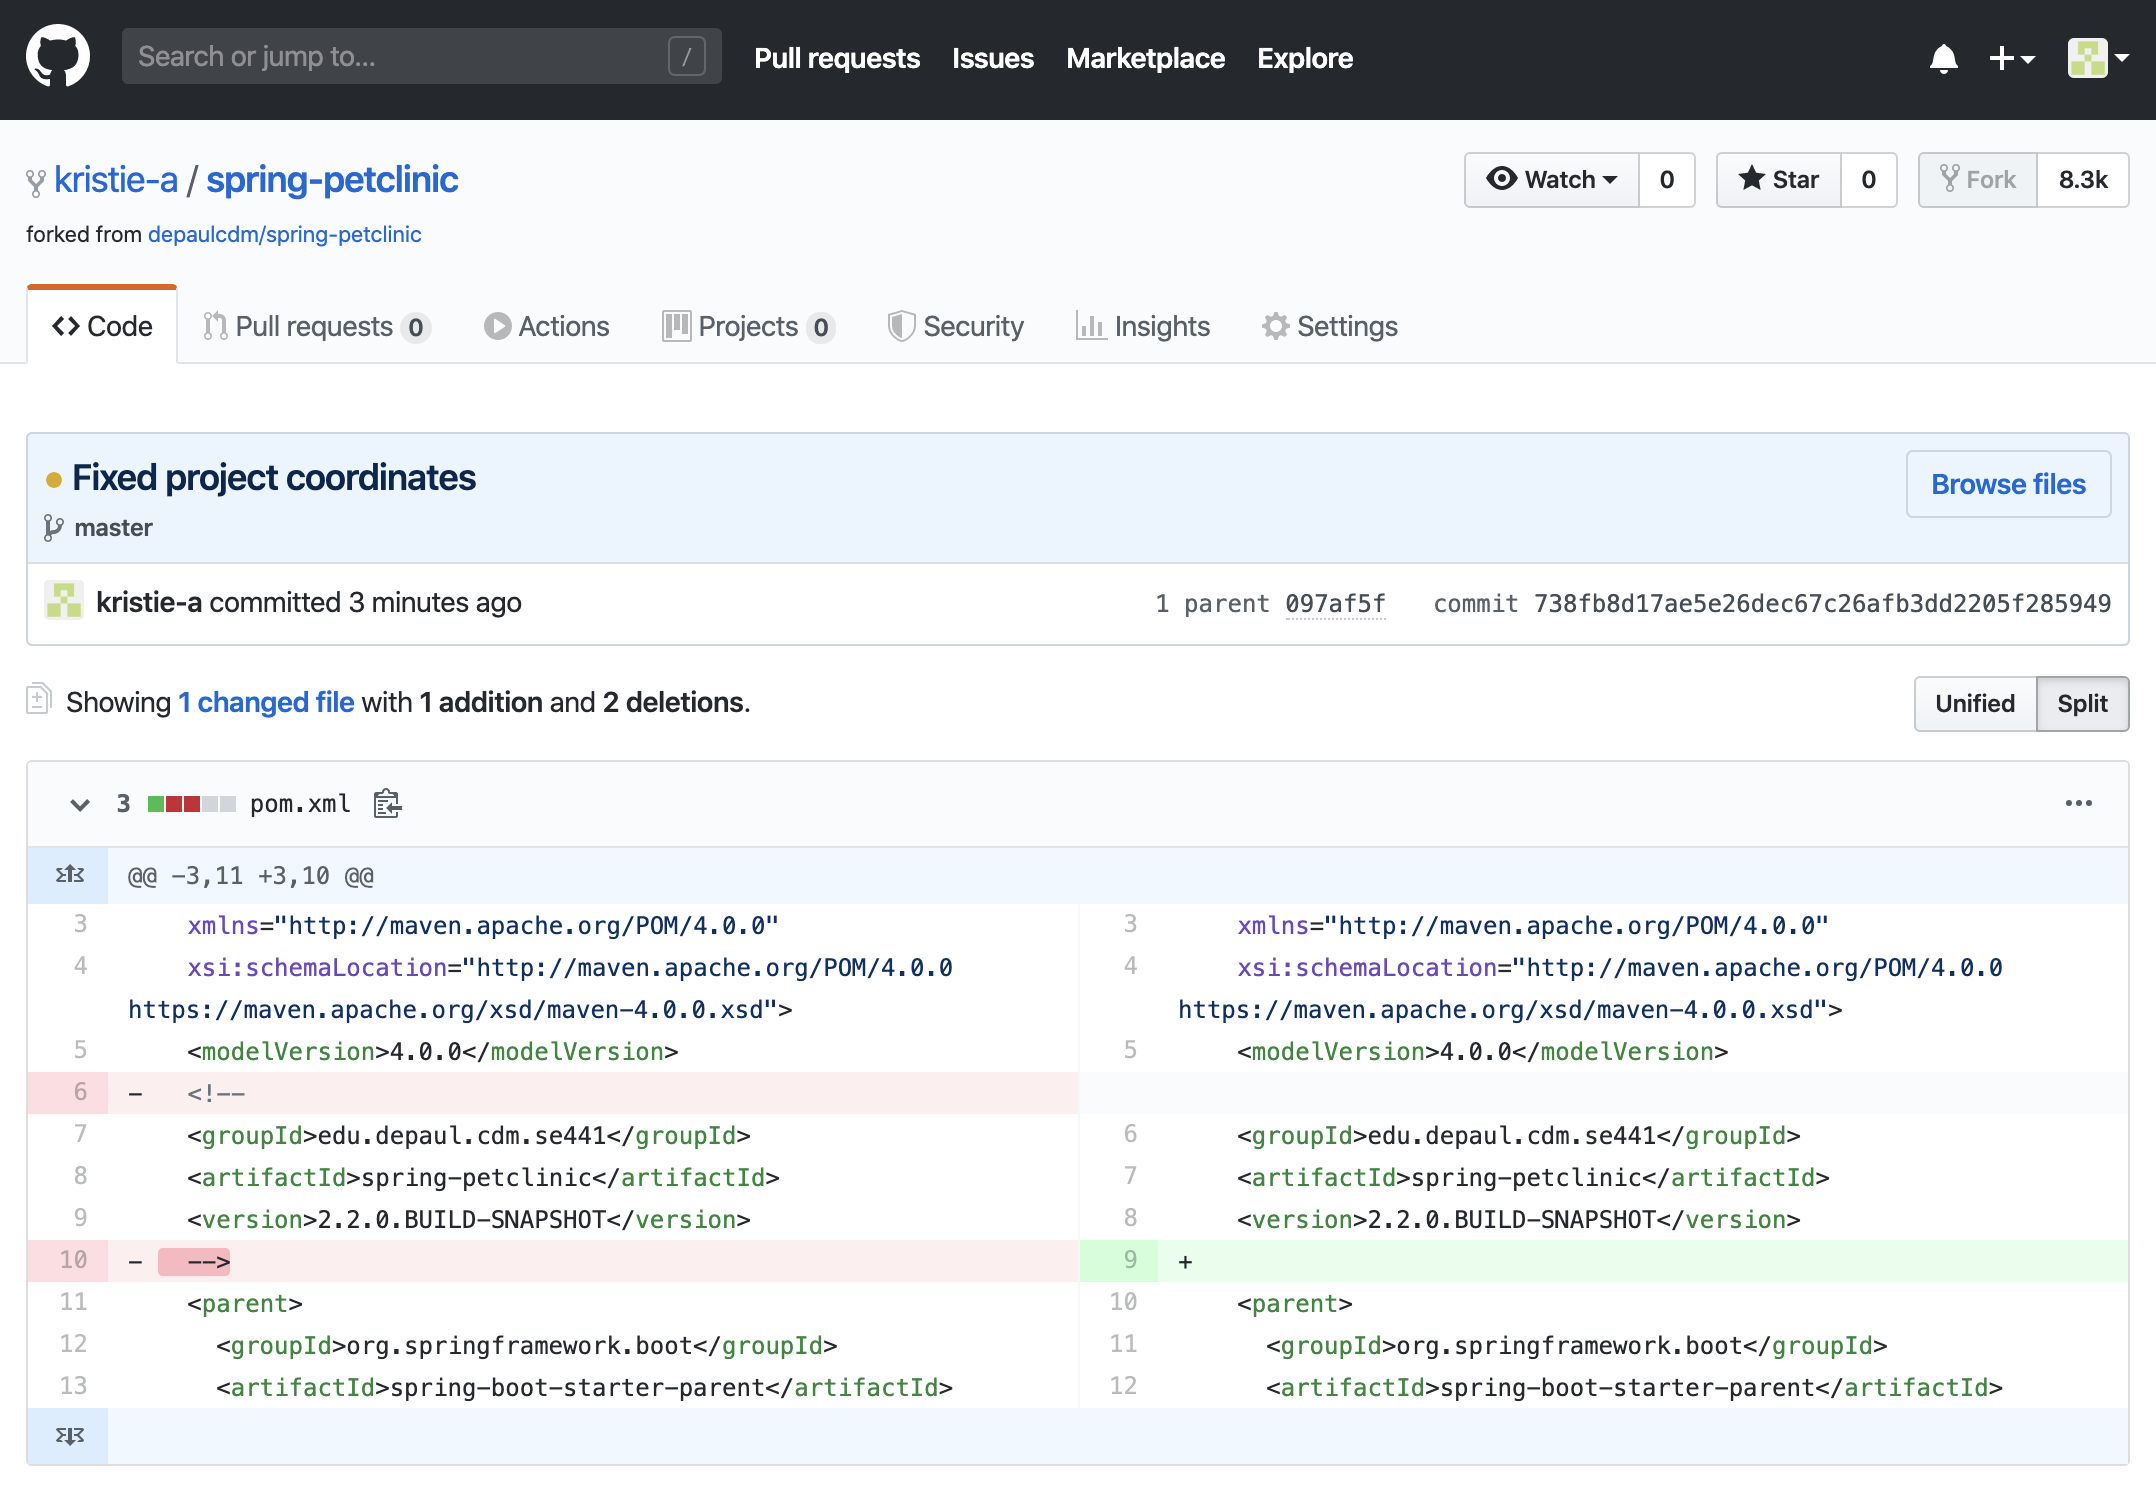 Search or jump to... /
Pull requests Issues Marketplace Explore
kristie-a / spring-petclinic
Watch 0 Star 0 Fork 8.3k
forked from depaulcdm/spring-petclinic
Code Pull requests 0 Actions Projects 0 Security Insights Settings
Fixed project coordinates
Browse files
master
kristie-a committed 3 minutes ago
1 parent 097af5f commit 738fb8d17ae5e26dec67c26afb3dd2205f285949
Showing 1 changed file with 1 addition and 2 deletions.
Unified Split
3 pom.xml
@@ -3,11 +3,10 @@
3 xmlns="http://maven.apache.org/POM/4.0.0" 3 xmlns="http://maven.apache.org/POM/4.0.0"
4 xsi:schemaLocation="http://maven.apache.org/POM/4.0.0 4 xsi:schemaLocation="http://maven.apache.org/POM/4.0.0
https://maven.apache.org/xsd/maven-4.0.0.xsd"> https://maven.apache.org/xsd/maven-4.0.0.xsd">
5 <modelVersion>4.0.0</modelVersion> 5 <modelVersion>4.0.0</modelVersion>
6 - <!--
7 <groupId>edu.depaul.cdm.se441</groupId> 6 <groupId>edu.depaul.cdm.se441</groupId>
8 <artifactId>spring-petclinic</artifactId> 7 <artifactId>spring-petclinic</artifactId>
9 <version>2.2.0.BUILD-SNAPSHOT</version> 8 <version>2.2.0.BUILD-SNAPSHOT</version>
10 - --> 9 +
11 <parent> 10 <parent>
12 <groupId>org.springframework.boot</groupId> 11 <groupId>org.springframework.boot</groupId>
13 <artifactId>spring-boot-starter-parent</artifactId> 12 <artifactId>spring-boot-starter-parent</artifactId>